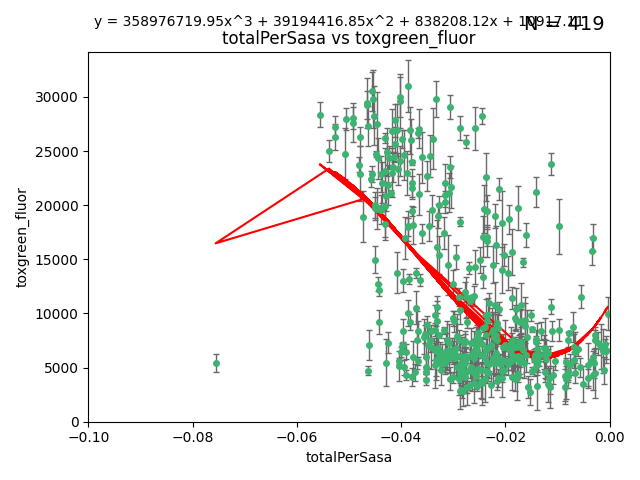 y = 358976719.95x^3 + 39194416.85x^2 + 838208.12x +
N = 419
totalPerSasa vs toxgreen_fluor
30000
25000
20000
15000
10000
5000
0
toxgreen_fluor
−0.10
−0.08
−0.06
−0.04
−0.02
0.00
totalPerSasa